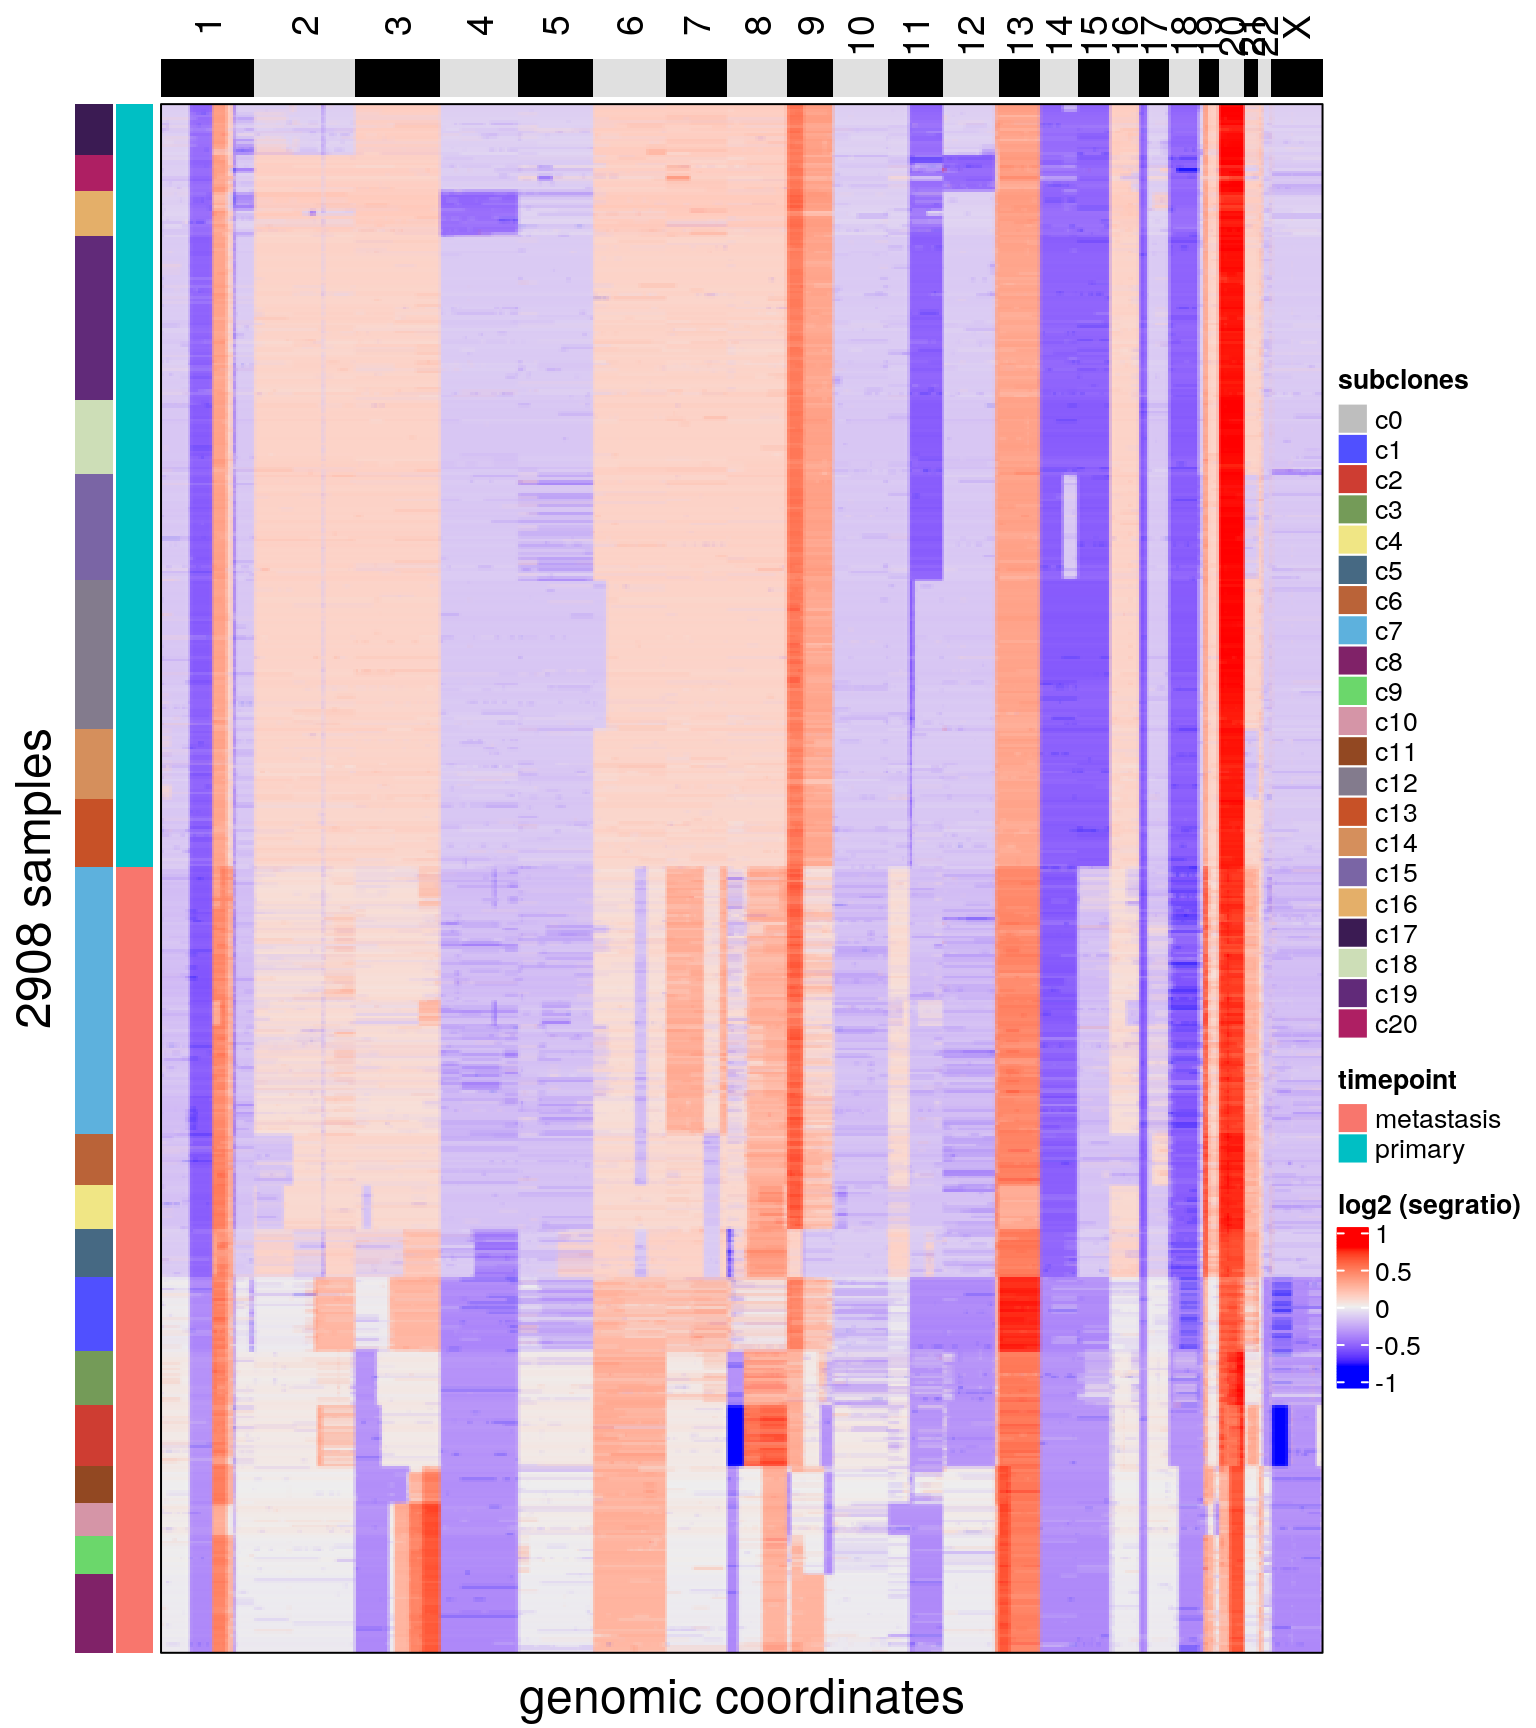 1 2 3 4 5 6 7 8 9 10 11 12 13 14 15 16 17 18 19 20 21 22 X
2908 samples
subclones
c0
c1
c2
c3
c4
c5
c6
c7
c8
c9
c10
c11
c12
c13
c14
c15
c16
c17
c18
c19
c20
timepoint
metastasis
primary
log2 (segratio)
1
0.5
0
-0.5
-1
genomic coordinates